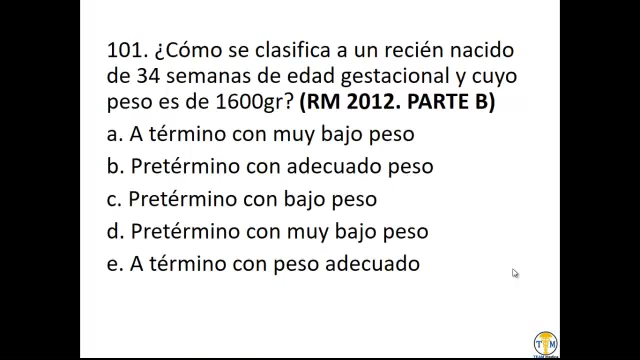 101. ¿Cómo se clasifica a un recién nacido
de 34 semanas de edad gestacional y cuyo
peso es de 1600gr? (RM 2012. PARTE B)
a. A término con muy bajo peso
b. Pretérmino con adecuado peso
c. Pretérmino con bajo peso
d. Pretérmino con muy bajo peso
e. A término con peso adecuado